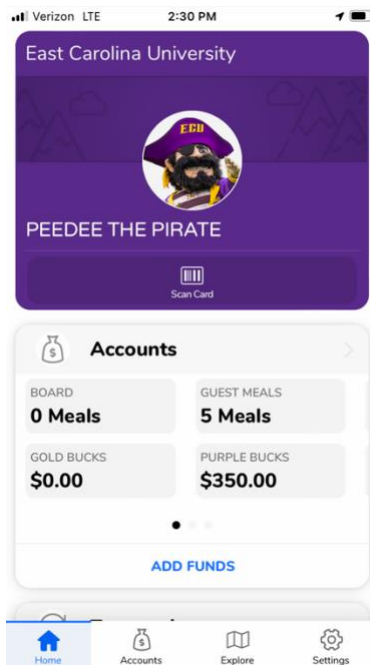 Verizon LTE 2:30 PM
East Carolina University
ECU
PEEDEE THE PIRATE
Scan Card
Accounts
BOARD GUEST MEALS
0 Meals 5 Meals
GOLD BUCKS PURPLE BUCKS
$0.00 $350.00
ADD FUNDS
Home Accounts Explore Settings